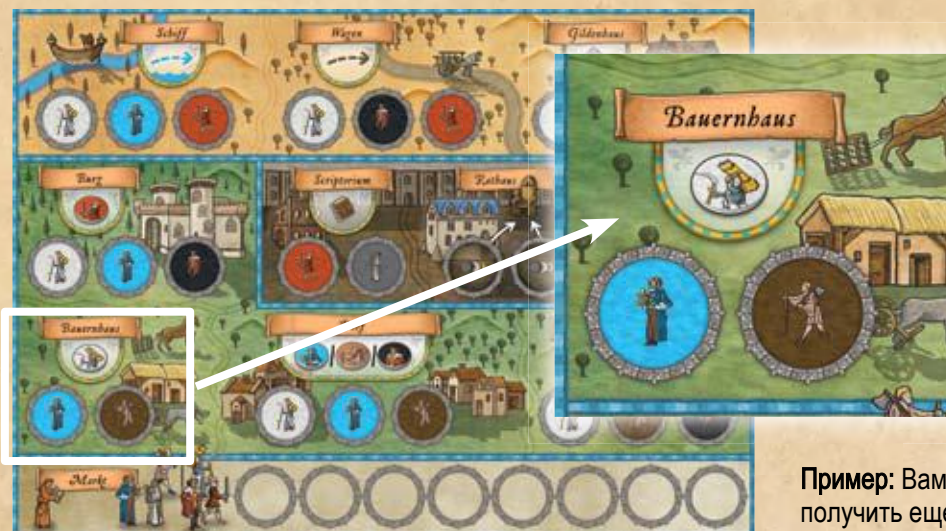 Schiff
Wagen
Gildenhaus
Burg
Scriptorium
Rathaus
Bauernhaus
Bauernhaus
Markt
Пример: Вам
получить ещё